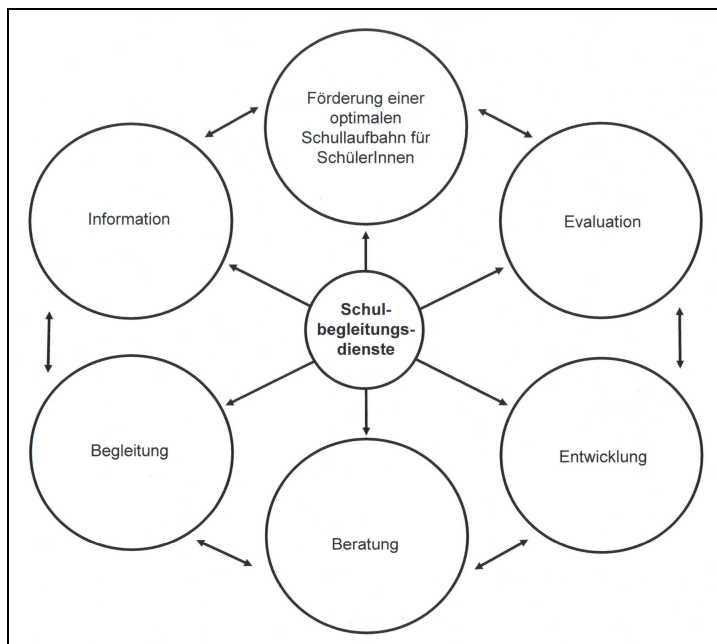 Förderung einer
optimalen
Schullaufbahn für
SchülerInnen
Information
Evaluation
Schul-
begleitungs-
dienste
Begleitung
Entwicklung
Beratung